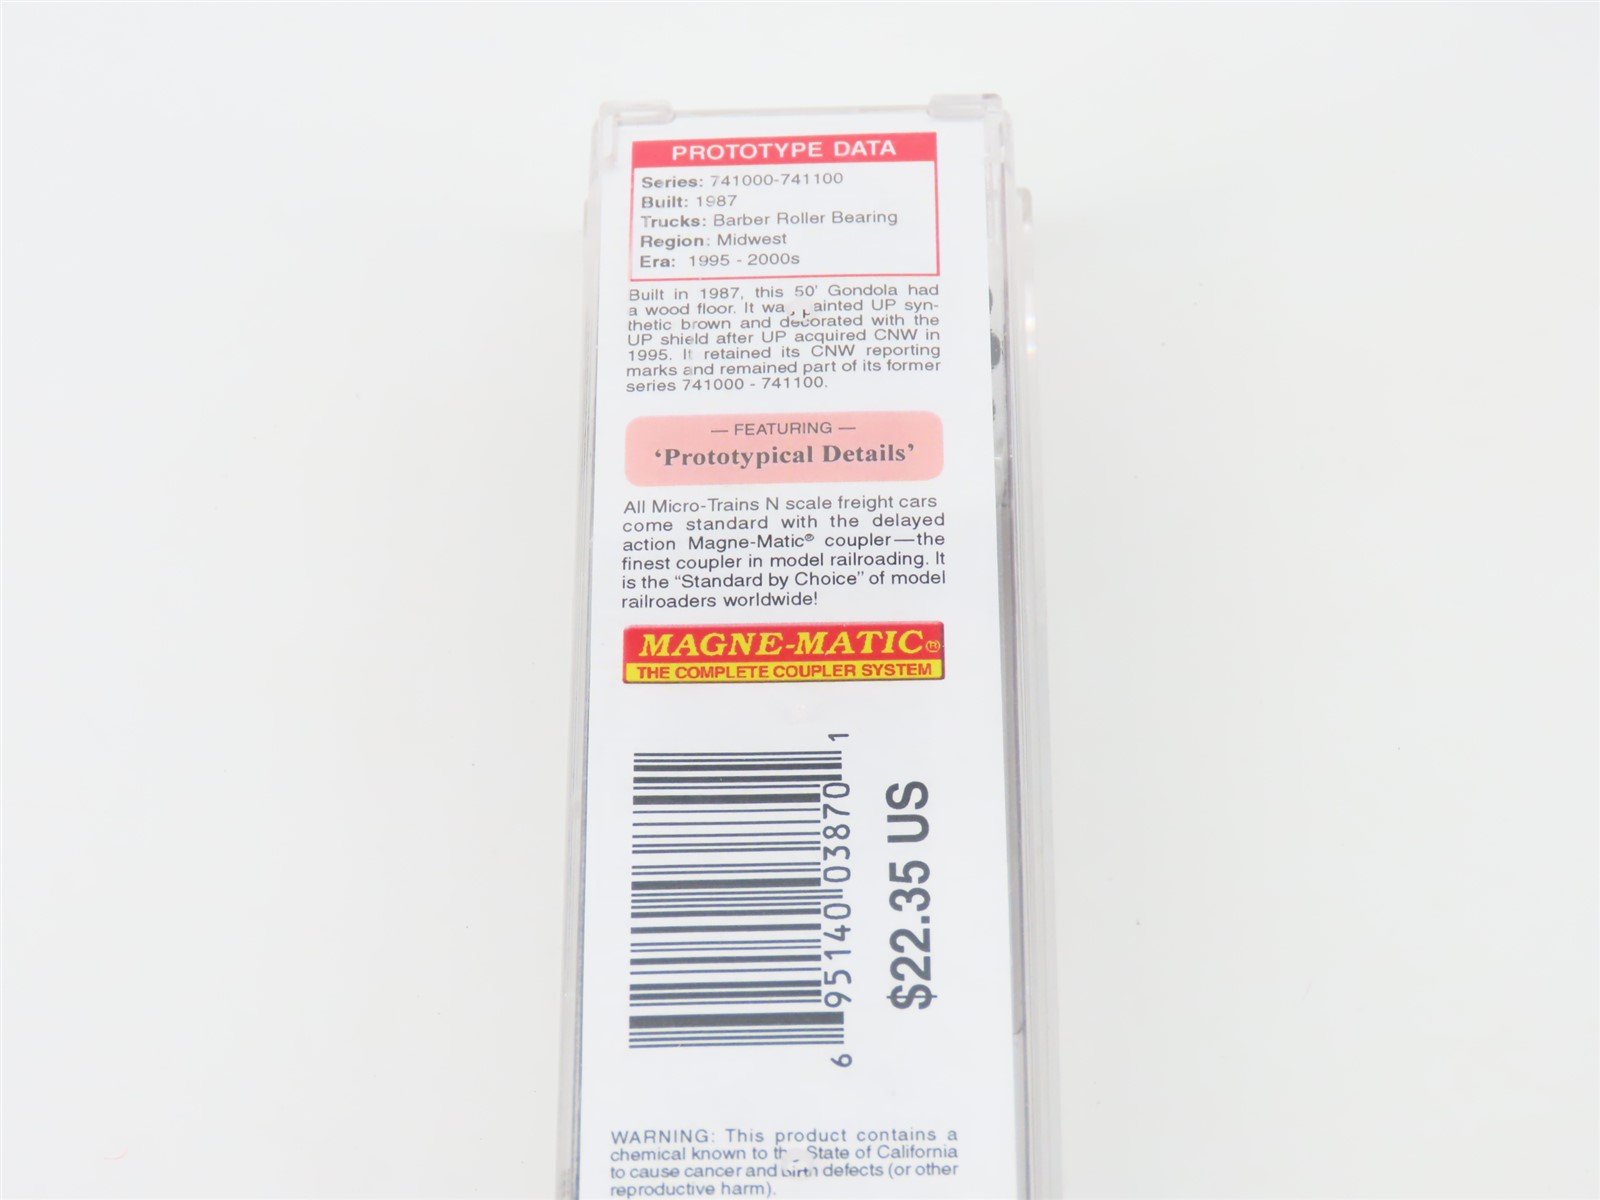 PROTOTYPE DATA
Series: 741000-741100
Built: 1987
Trucks: Barber Roller Bearing
Region: Midwest
Era: 1995 - 2000s
Built in 1987, this 50' Gondola had
a wood floor. It was painted UP syn-
thetic brown and decorated with the
UP shield after UP acquired CNW in
1995. It retained its CNW reporting
marks and remained part of its former
series 741000 - 741100.
— FEATURING —
‘Prototypical Details’
All Micro-Trains N scale freight cars
come standard with the delayed
action Magne-Matic® coupler—the
finest coupler in model railroading. It
is the “Standard by Choice” of model
railroaders worldwide!
MAGNE-MATIC®
THE COMPLETE COUPLER SYSTEM
6 95140 03870 1
$22.35 US
WARNING: This product contains a
chemical known to the State of California
to cause cancer and birth defects (or other
reproductive harm).